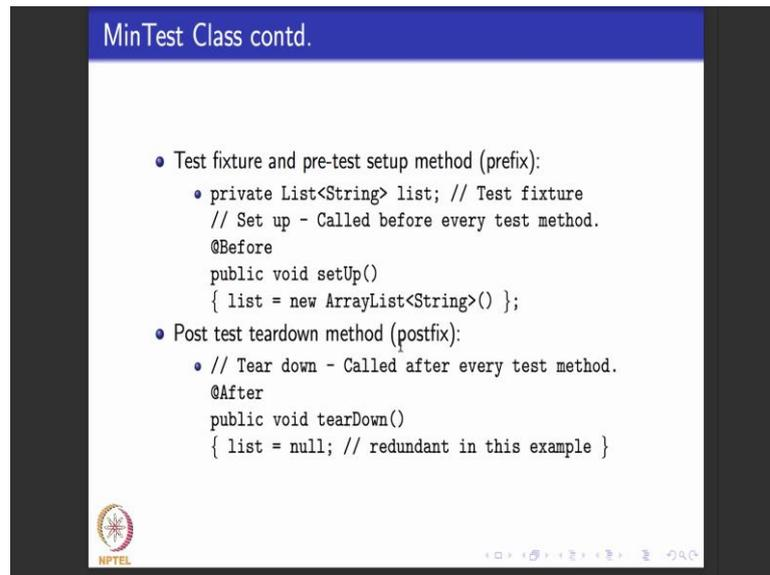 MinTest Class contd.
Test fixture and pre-test setup method (prefix):
private List<String> list; // Test fixture
// Set up - Called before every test method.
@Before
public void setUp()
{ list = new ArrayList<String>() };
Post test teardown method (postfix):
// Tear down - Called after every test method.
@After
public void tearDown()
{ list = null; // redundant in this example }
NPTEL